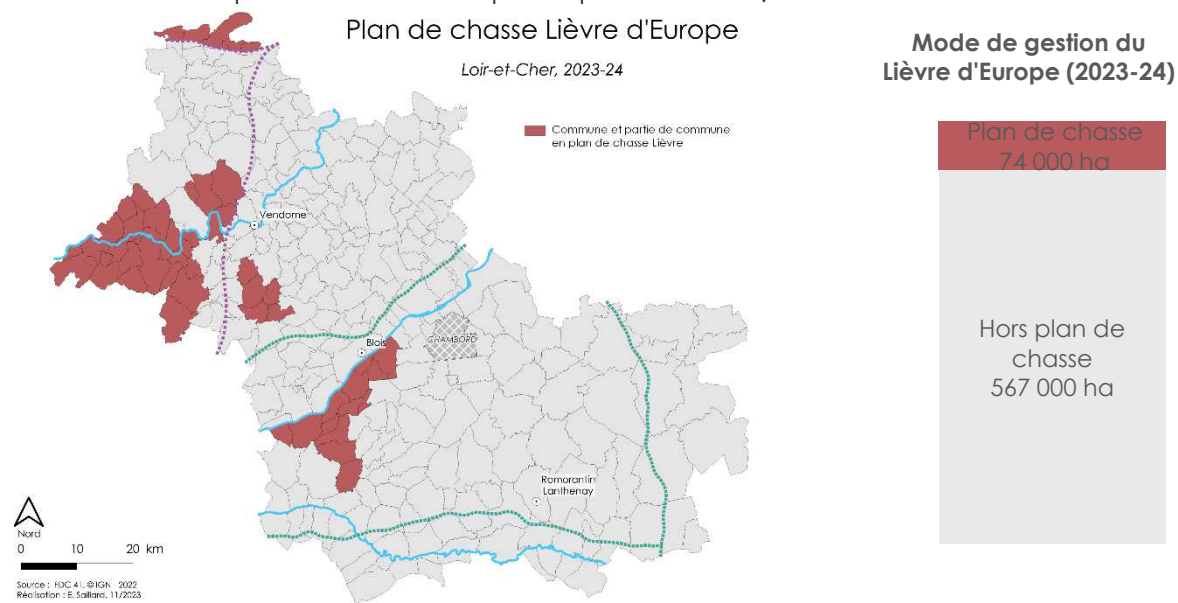 Plan de chasse Lièvre d'Europe
Loir-et-Cher, 2023-24
Commune et partie de commune
en plan de chasse Lièvre
Vendome
Blois
CHAMBORD
Romorantin
Lanthenay
Nord
0 10 20 km
Source : FDC 41, © IGN 2022
Réalisation : E. Saillard, 11/2023
Mode de gestion du
Lièvre d'Europe (2023-24)
Plan de chasse
74 000 ha
Hors plan de
chasse
567 000 ha